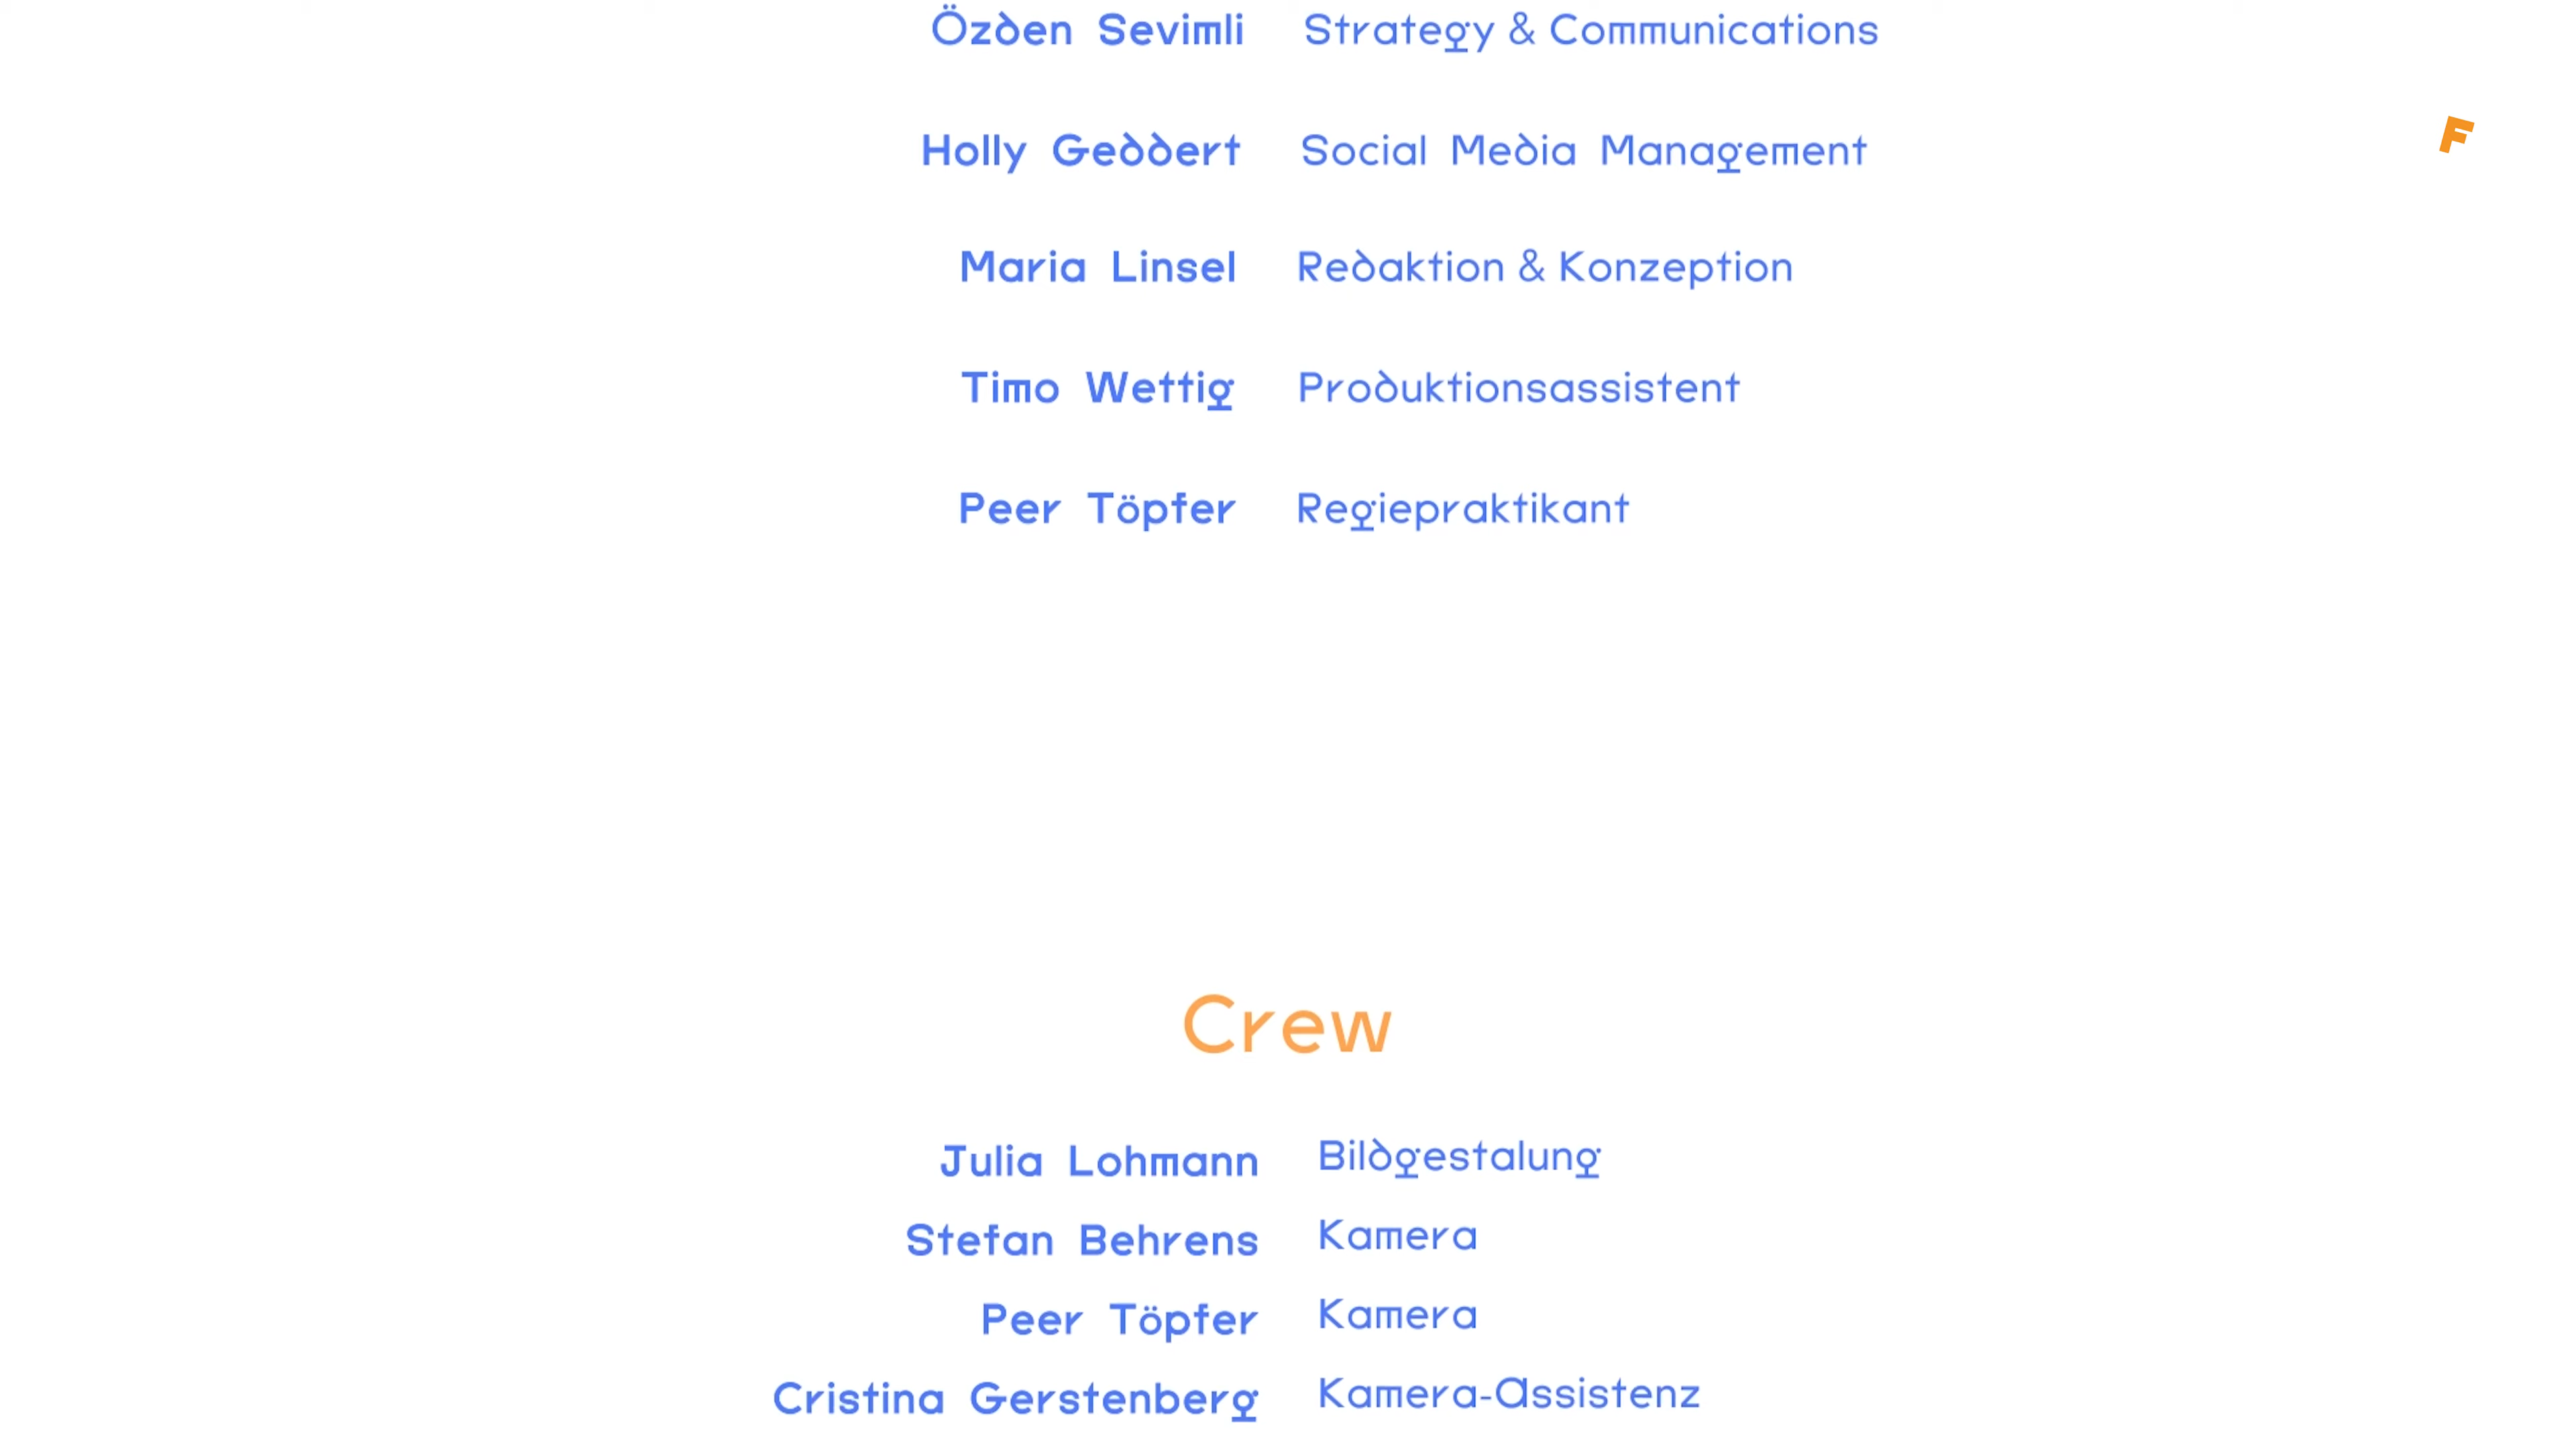 Özden Sevimli Strategy & Communications
F
Holly Geddert Social Media Management
Maria Linsel Redaktion & Konzeption
Timo Wettig Produktionsassistent
Peer Töpfer Regiepraktikant
Crew
Julia Lohmann Bildgestalung
Stefan Behrens Kamera
Peer Töpfer Kamera
Cristina Gerstenberg Kamera-Assistenz